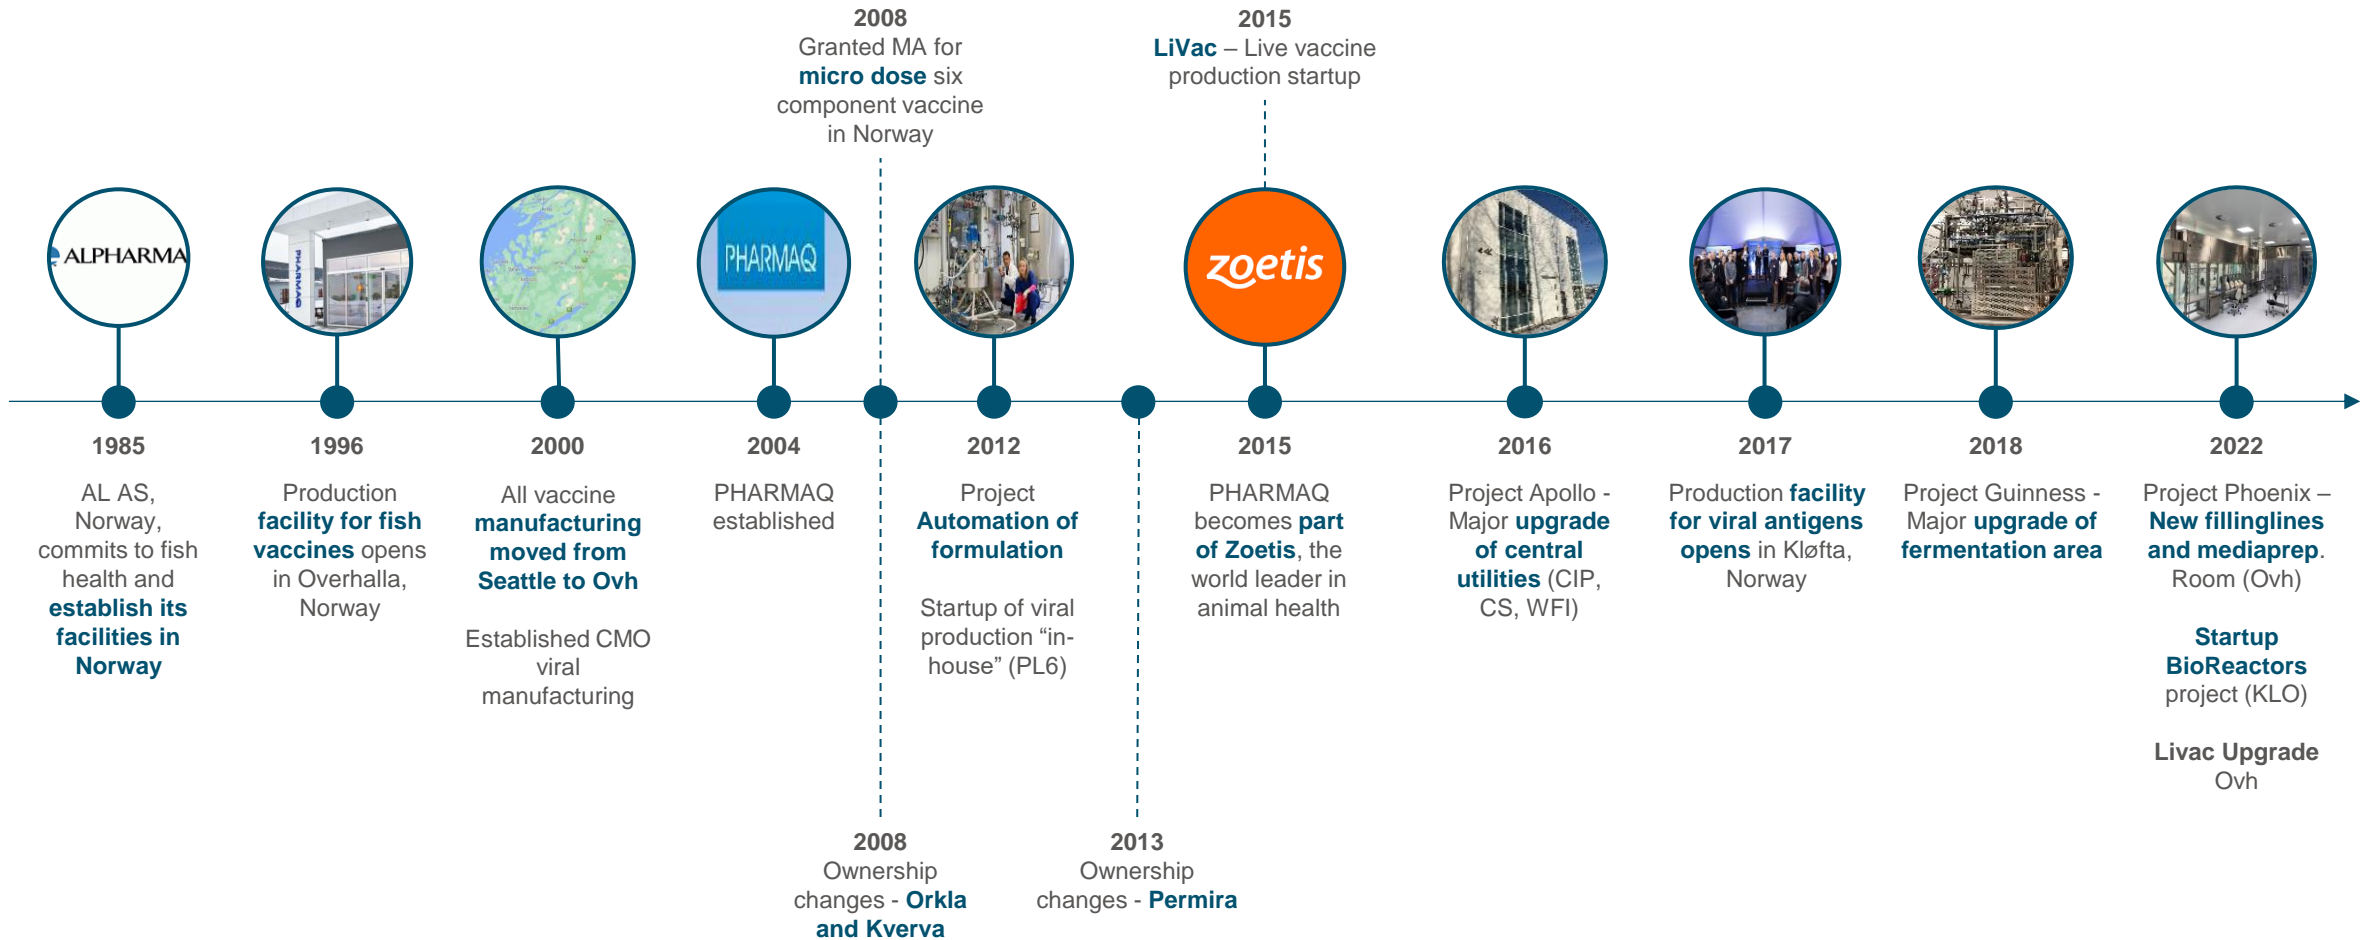 2008
Granted MA for
micro dose six
component vaccine
in Norway
2015
LiVac – Live vaccine
production startup
ALPHARMA
PHARMAQ
PHARMAQ
zoetis
1985
AL AS,
Norway,
commits to fish
health and
establish its
facilities in
Norway
1996
Production
facility for fish
vaccines opens
in Overhalla,
Norway
2000
All vaccine
manufacturing
moved from
Seattle to Ovh
Established CMO
viral
manufacturing
2004
PHARMAQ
established
2012
Project
Automation of
formulation
Startup of viral
production “in-
house” (PL6)
2015
PHARMAQ
becomes part
of Zoetis, the
world leader in
animal health
2016
Project Apollo -
Major upgrade
of central
utilities (CIP,
CS, WFI)
2017
Production facility
for viral antigens
opens in Kløfta,
Norway
2018
Project Guinness -
Major upgrade of
fermentation area
2022
Project Phoenix –
New fillinglines
and mediaprep.
Room (Ovh)
Startup
BioReactors
project (KLO)
Livac Upgrade
Ovh
2008
Ownership
changes - Orkla
and Kverva
2013
Ownership
changes - Permira